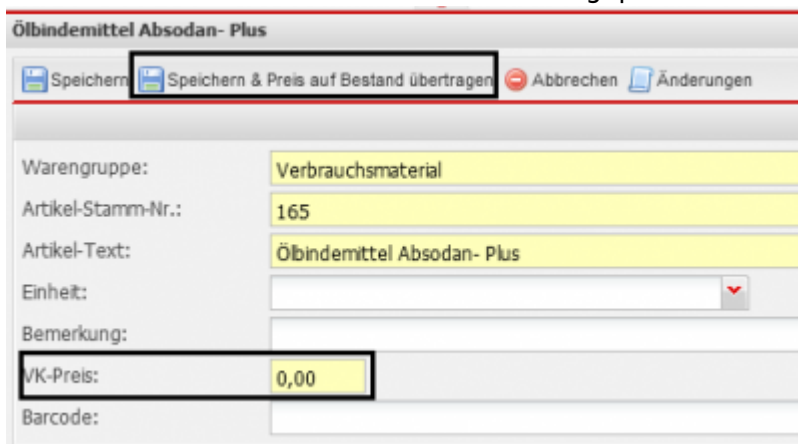 Ölbindemittel Absodan- Plus
Speichern Speichern & Preis auf Bestand übertragen Abbrechen Änderungen
Warengruppe: Verbrauchsmaterial
Artikel-Stamm-Nr.: 165
Artikel-Text: Ölbindemittel Absodan- Plus
Einheit:
Bemerkung:
VK-Preis: 0,00
Barcode: